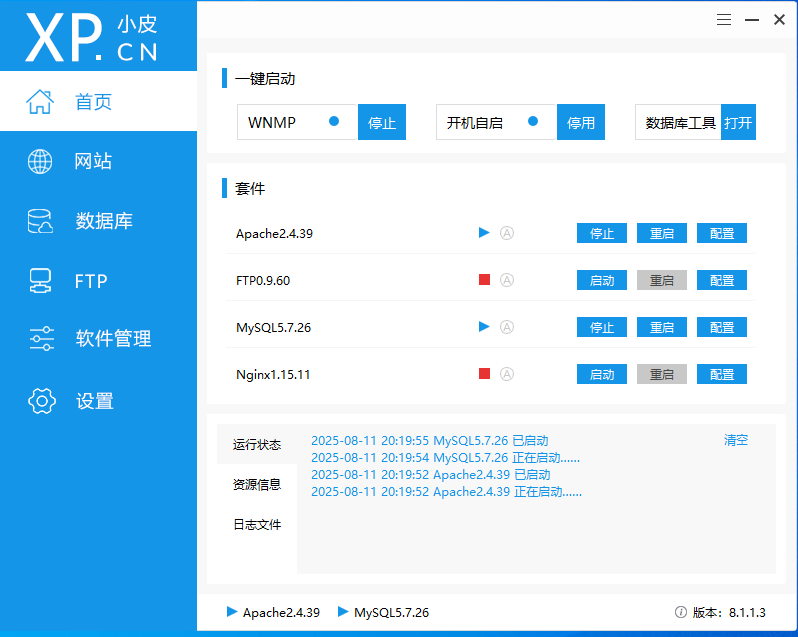 XP.小皮
CN
首页
网站
数据库
FTP
软件管理
设置
一键启动
WNMP 停止 开机自启 停用 数据库工具 打开
套件
Apache2.4.39 A 停止 重启 配置
FTP0.9.60 A 启动 重启 配置
MySQL5.7.26 A 停止 重启 配置
Nginx1.15.11 A 启动 重启 配置
运行状态
资源信息
日志文件
2025-08-11 20:19:55 MySQL5.7.26 已启动 清空
2025-08-11 20:19:54 MySQL5.7.26 正在启动......
2025-08-11 20:19:52 Apache2.4.39 已启动
2025-08-11 20:19:52 Apache2.4.39 正在启动......
Apache2.4.39 MySQL5.7.26 版本：8.1.1.3